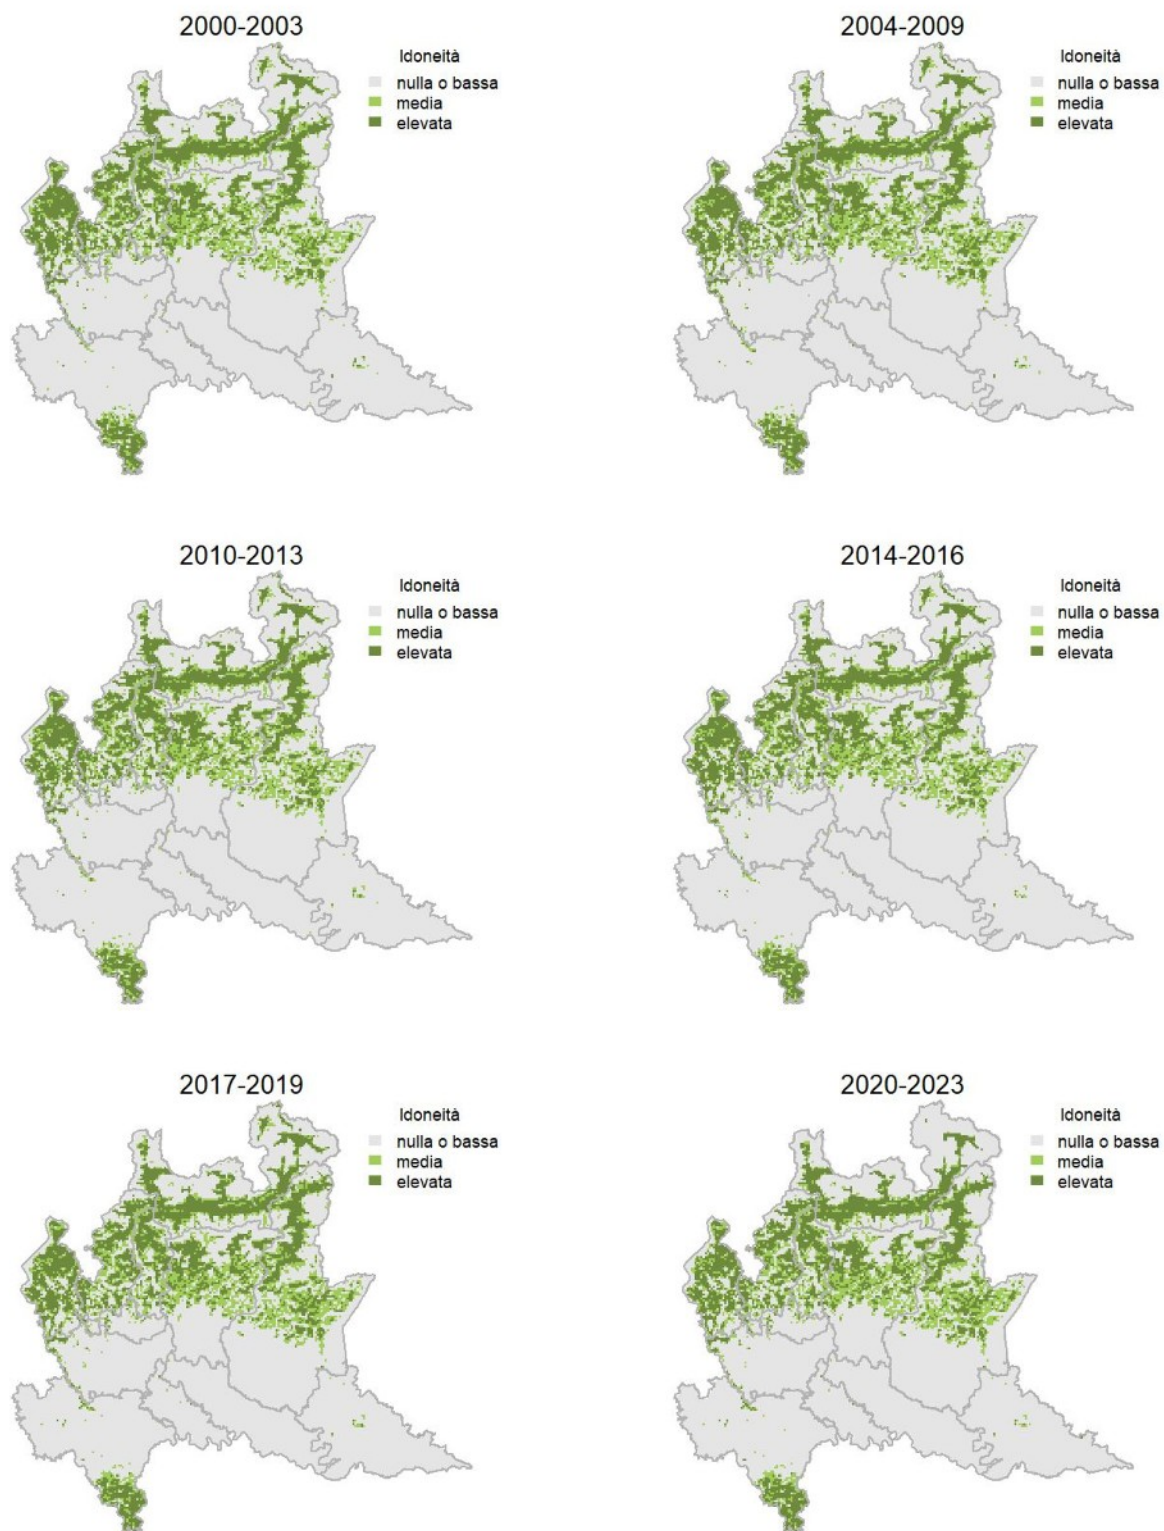 2000-2003
Idoneità
nulla o bassa
media
elevata
2004-2009
Idoneità
nulla o bassa
media
elevata
2010-2013
Idoneità
nulla o bassa
media
elevata
2014-2016
Idoneità
nulla o bassa
media
elevata
2017-2019
Idoneità
nulla o bassa
media
elevata
2020-2023
Idoneità
nulla o bassa
media
elevata